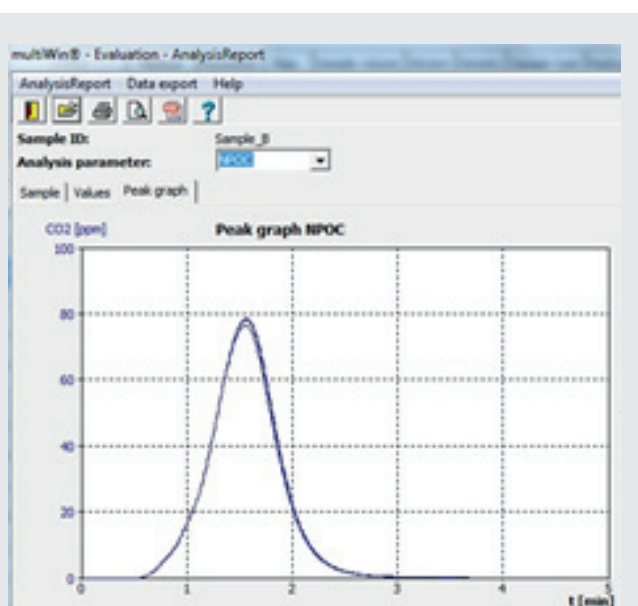 multiWin® - Evaluation - AnalysisReport
AnalysisReport Data export Help
?
Sample ID: Sample_B
Analysis parameter: NPOC
Sample Values Peak graph
CO2 [ppm] Peak graph NPOC
100
80
60
40
20
0
0 1 2 3 4 5
t [min]